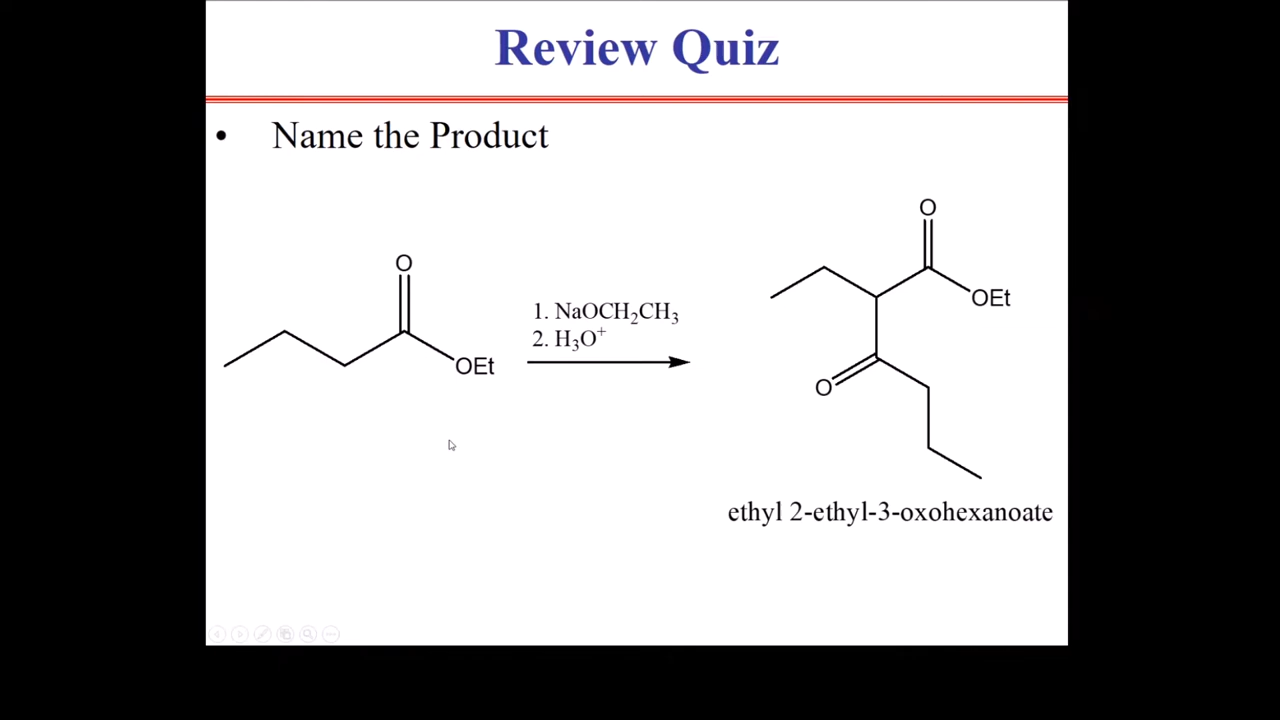 Review Quiz
• Name the Product
O
OEt
1. NaOCH₂CH₃
2. H₃O⁺
O
OEt
O
ethyl 2-ethyl-3-oxohexanoate